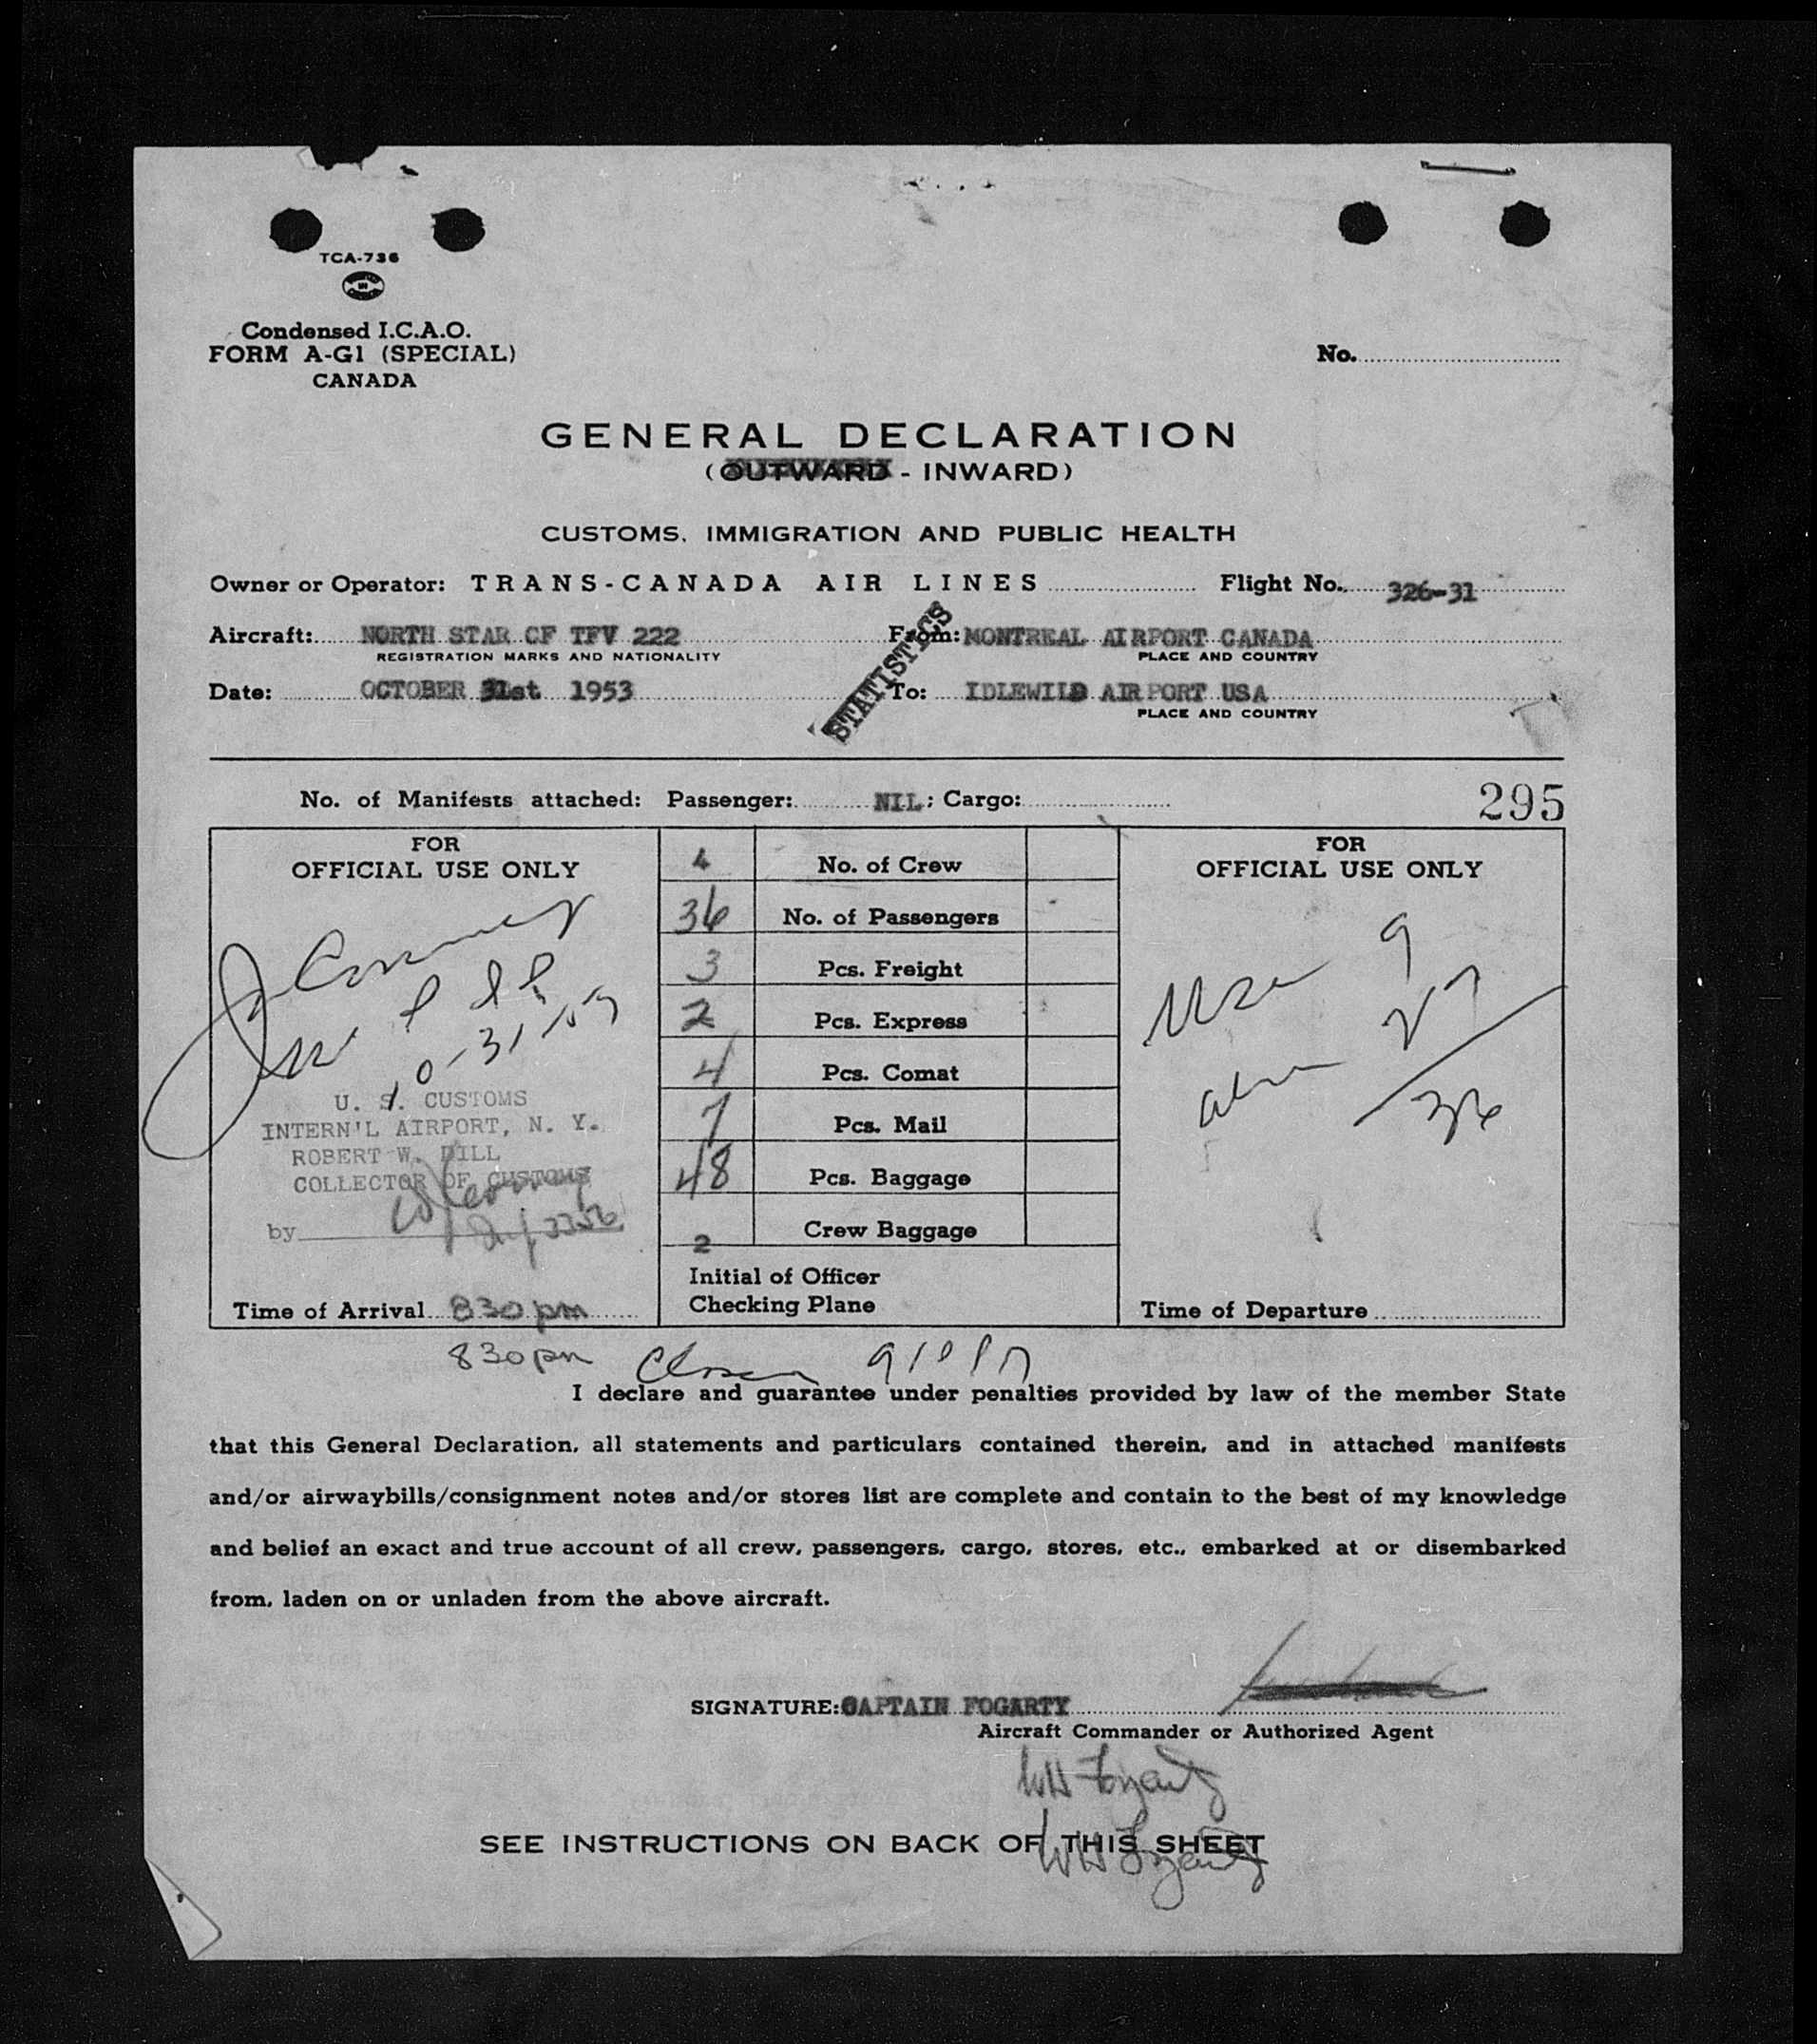 TCA-736
Condensed I.C.A.O.
FORM A-G1 (SPECIAL)
CANADA
No.
GENERAL DECLARATION
(OUTWARD - INWARD)
CUSTOMS, IMMIGRATION AND PUBLIC HEALTH
Owner or Operator: TRANS-CANADA AIR LINES Flight No. 326-31
Aircraft: NORTH STAR CF TFV 222 From: MONTREAL AIRPORT CANADA
REGISTRATION MARKS AND NATIONALITY PLACE AND COUNTRY
STATISTICS
Date: OCTOBER 31st 1953 To: IDLEWILD AIRPORT USA
PLACE AND COUNTRY
No. of Manifests attached: Passenger: NIL; Cargo: 295
FOR
OFFICIAL USE ONLY
10-31-53
U. S. CUSTOMS
INTERN'L AIRPORT, N. Y.
ROBERT W. DILL
COLLECTOR OF CUSTOMS
by
Time of Arrival 830 pm
4 No. of Crew
36 No. of Passengers
3 Pcs. Freight
2 Pcs. Express
4 Pcs. Comat
7 Pcs. Mail
48 Pcs. Baggage
2 Crew Baggage
Initial of Officer
Checking Plane
FOR
OFFICIAL USE ONLY
USA 9
27
36
Time of Departure
830 pm
I declare and guarantee under penalties provided by law of the member State
that this General Declaration, all statements and particulars contained therein, and in attached manifests
and/or airwaybills/consignment notes and/or stores list are complete and contain to the best of my knowledge
and belief an exact and true account of all crew, passengers, cargo, stores, etc., embarked at or disembarked
from, laden on or unladen from the above aircraft.
SIGNATURE: CAPTAIN FOGARTY
Aircraft Commander or Authorized Agent
WH Fogarty
SEE INSTRUCTIONS ON BACK OF THIS SHEET
WH Fogarty